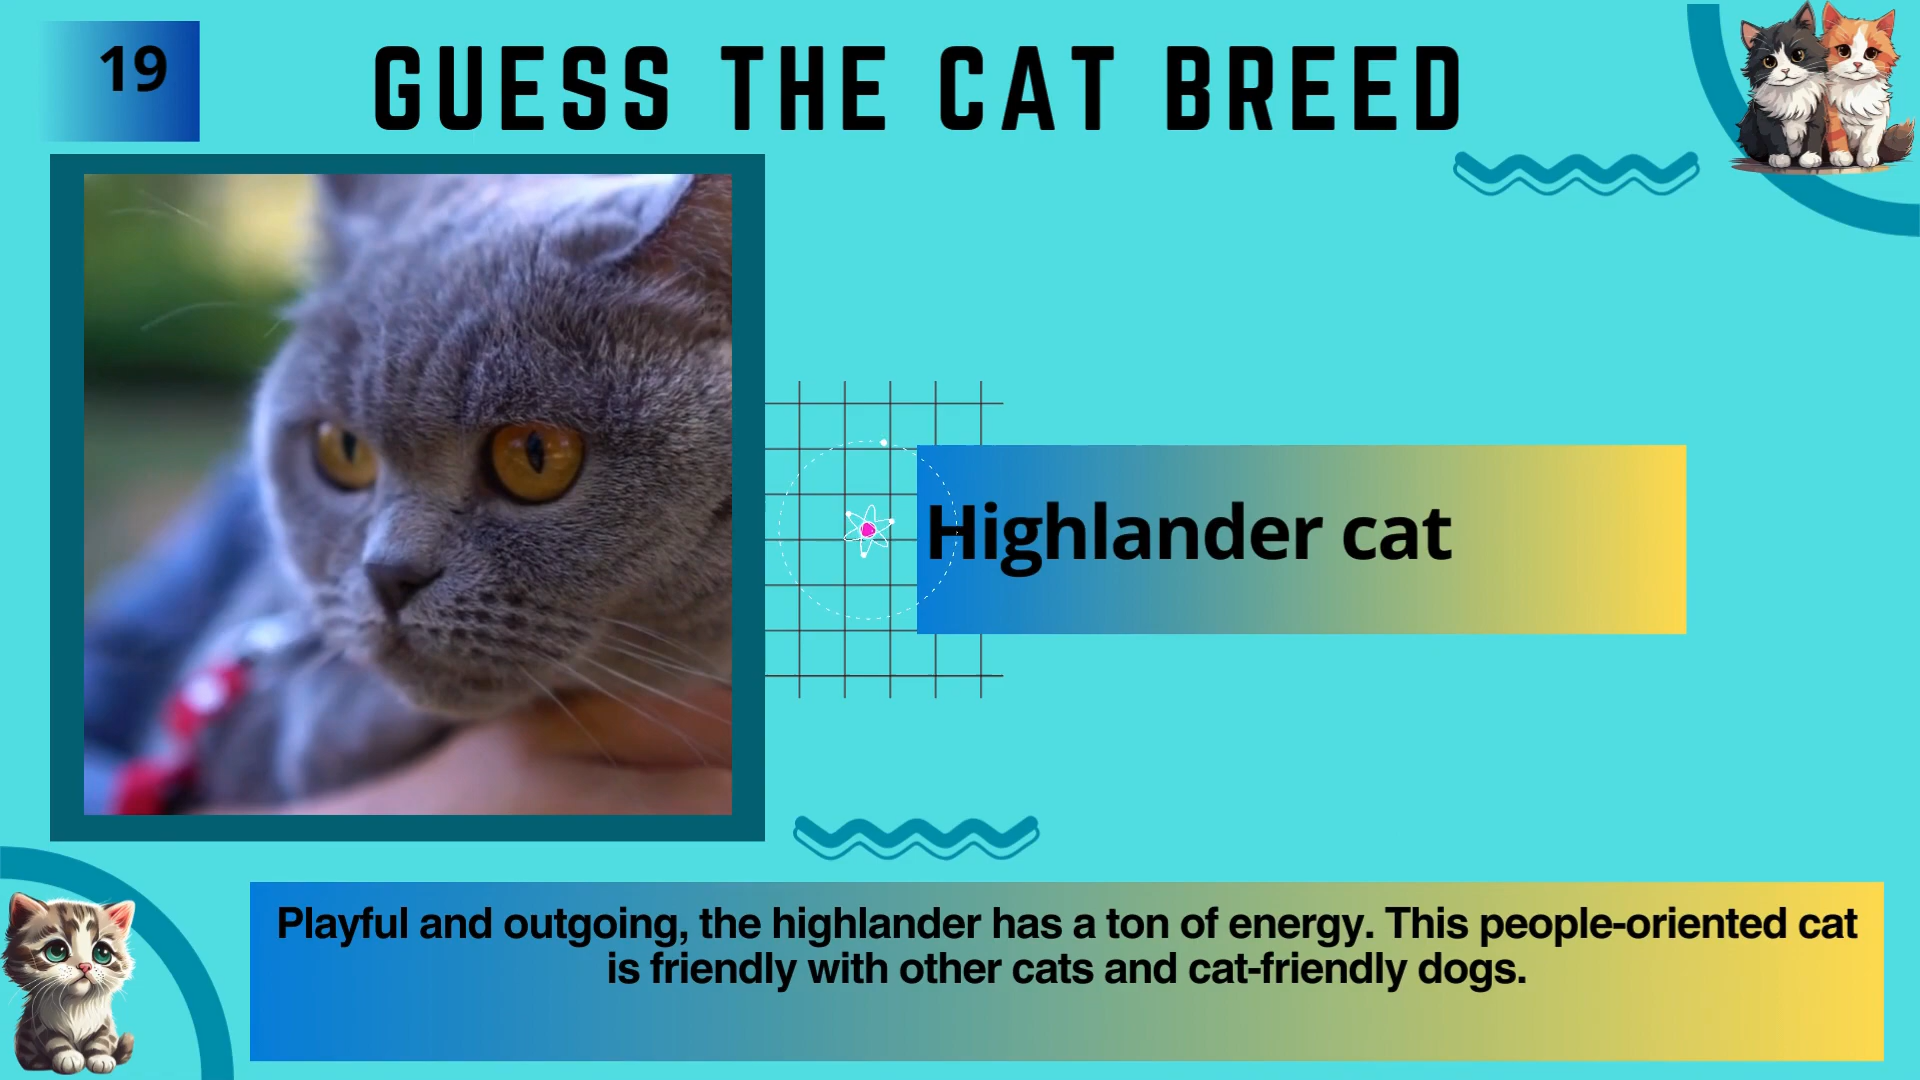 19
GUESS THE CAT BREED
Highlander cat
Playful and outgoing, the highlander has a ton of energy. This people-oriented cat
is friendly with other cats and cat-friendly dogs.